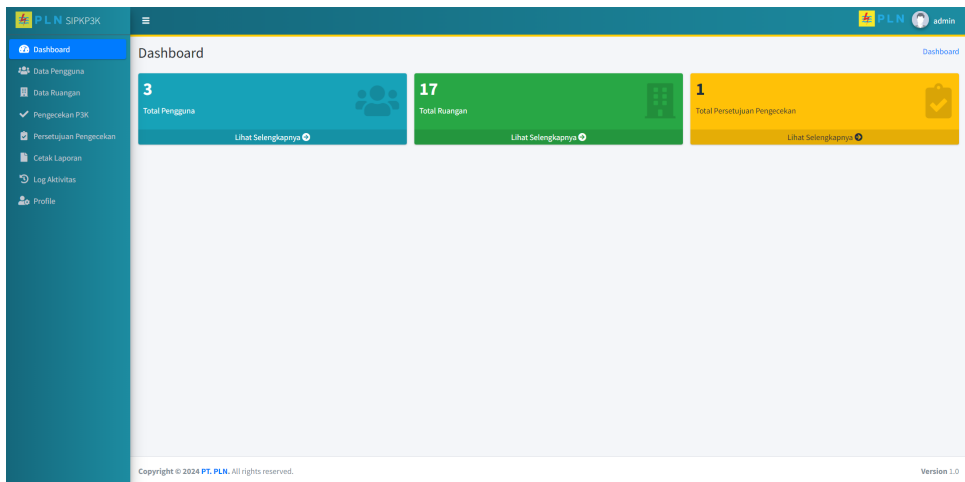 PLN SIPKP3K
PLN admin
Dashboard
Data Pengguna
Data Ruangan
Pengecekan P3K
Persetujuan Pengecekan
Cetak Laporan
Log Aktivitas
Profile
Dashboard
Dashboard
3
Total Pengguna
Lihat Selengkapnya
17
Total Ruangan
Lihat Selengkapnya
1
Total Persetujuan Pengecekan
Lihat Selengkapnya
Copyright © 2024 PT. PLN. All rights reserved.
Version 1.0